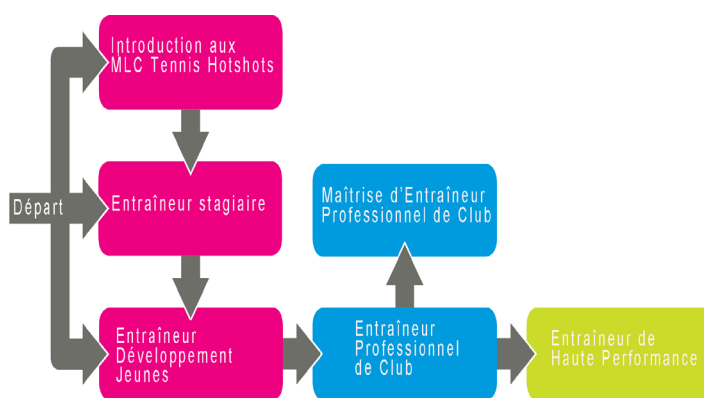 Introduction aux
MLC Tennis Hotshots
Départ
Entraîneur stagiaire
Maîtrise d'Entraîneur
Professionnel de Club
Entraîneur
Développement
Jeunes
Entraîneur
Professionnel
de Club
Entraîneur de
Haute Performance